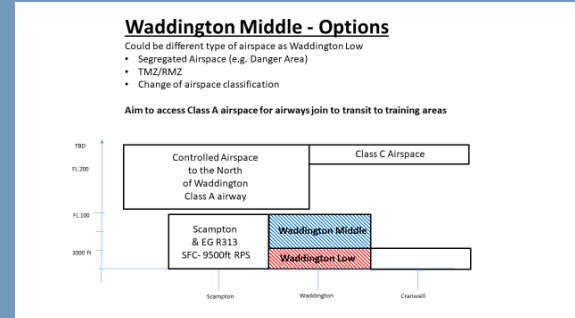 Waddington Middle - Options
Could be different type of airspace as Waddington Low
• Segregated Airspace (e.g. Danger Area)
• TMZ/RMZ
• Change of airspace classification
Aim to access Class A airspace for airways join to transit to training areas
TBD
FL 200
FL 100
3000 ft
Controlled Airspace
to the North
of Waddington
Class A airway
Class C Airspace
Scampton
& EG R313
SFC- 9500ft RPS
Waddington Middle
Waddington Low
Scampton
Waddington
Cranwell